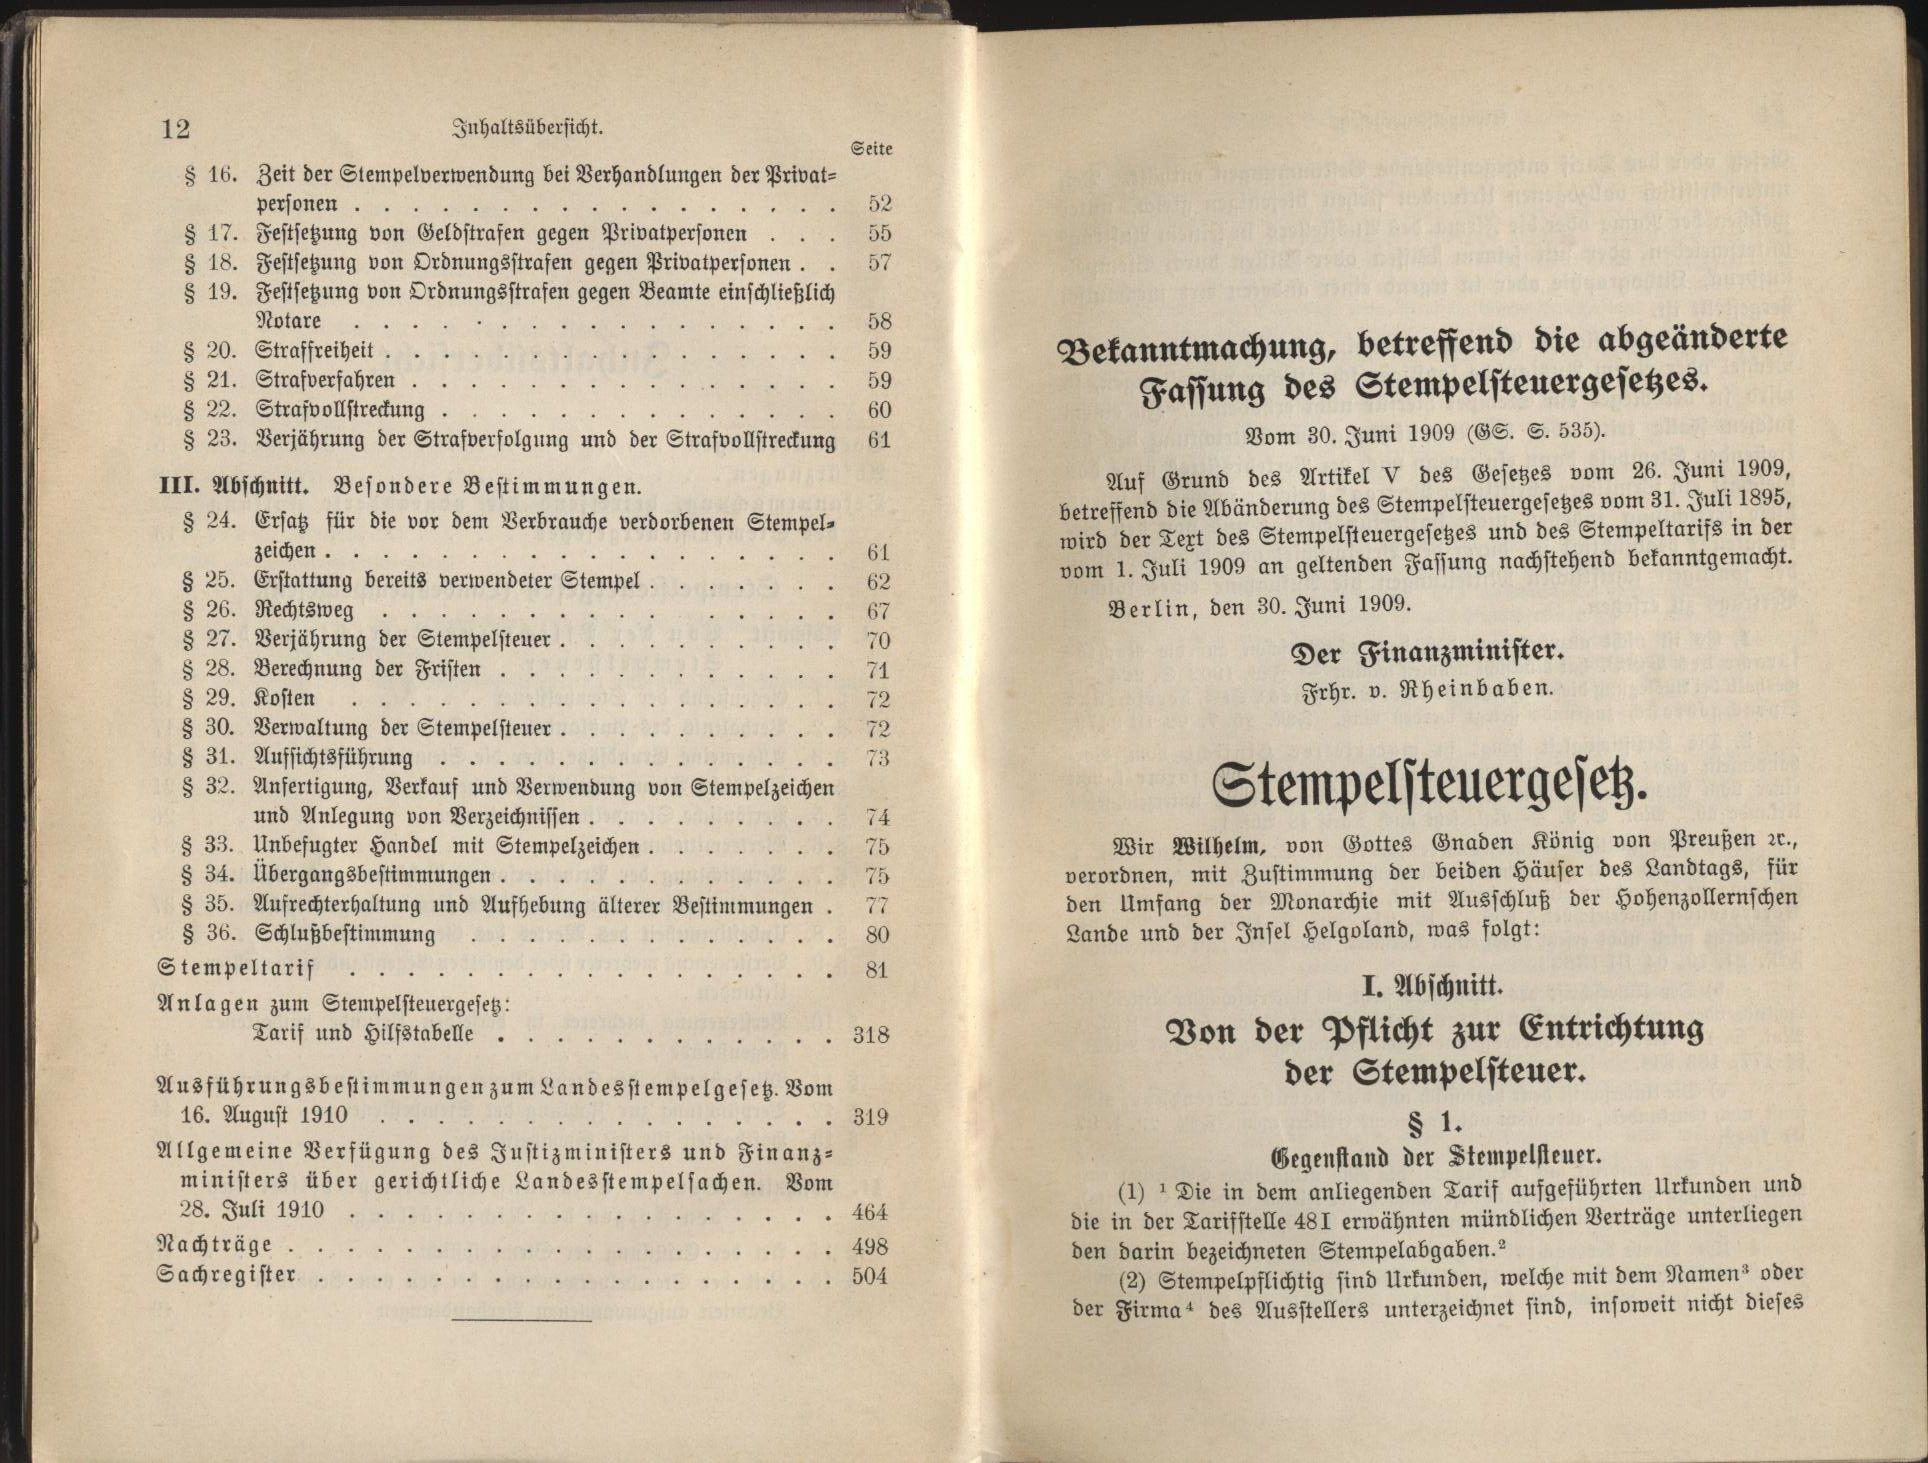 12 Inhaltsübersicht.
Seite
§ 16. Zeit der Stempelverwendung bei Verhandlungen der Privat-
personen . . . . . . . . . . . . . . . . . 52
§ 17. Festsetzung von Geldstrafen gegen Privatpersonen . . . 55
§ 18. Festsetzung von Ordnungsstrafen gegen Privatpersonen . . 57
§ 19. Festsetzung von Ordnungsstrafen gegen Beamte einschließlich
Notare . . . . . . . . . . . . . . . . . 58
§ 20. Straffreiheit . . . . . . . . . . . . . . . . 59
§ 21. Strafverfahren . . . . . . . . . . . . . . . 59
§ 22. Strafvollstreckung . . . . . . . . . . . . . . 60
§ 23. Verjährung der Strafverfolgung und der Strafvollstreckung 61
III. Abschnitt. Besondere Bestimmungen.
§ 24. Ersatz für die vor dem Verbrauche verdorbenen Stempel-
zeichen . . . . . . . . . . . . . . . . . . 61
§ 25. Erstattung bereits verwendeter Stempel . . . . . . . 62
§ 26. Rechtsweg . . . . . . . . . . . . . . . . 67
§ 27. Verjährung der Stempelsteuer . . . . . . . . . . 70
§ 28. Berechnung der Fristen . . . . . . . . . . . . 71
§ 29. Kosten . . . . . . . . . . . . . . . . . 72
§ 30. Verwaltung der Stempelsteuer . . . . . . . . . . 72
§ 31. Aufsichtsführung . . . . . . . . . . . . . . 73
§ 32. Anfertigung, Verkauf und Verwendung von Stempelzeichen
und Anlegung von Verzeichnissen . . . . . . . . . 74
§ 33. Unbefugter Handel mit Stempelzeichen . . . . . . . 75
§ 34. Übergangsbestimmungen . . . . . . . . . . . . 75
§ 35. Aufrechterhaltung und Aufhebung älterer Bestimmungen . 77
§ 36. Schlußbestimmung . . . . . . . . . . . . . 80
Stempeltarif . . . . . . . . . . . . . . . . . 81
Anlagen zum Stempelsteuergesetz:
Tarif und Hilfstabelle . . . . . . . . . . . . 318
Ausführungsbestimmungen zum Landesstempelgesetz. Vom
16. August 1910 . . . . . . . . . . . . . . . . 319
Allgemeine Verfügung des Justizministers und Finanz-
ministers über gerichtliche Landesstempelsachen. Vom
28. Juli 1910 . . . . . . . . . . . . . . . . . 464
Nachträge . . . . . . . . . . . . . . . . . . . 498
Sachregister . . . . . . . . . . . . . . . . . . 504
Bekanntmachung, betreffend die abgeänderte
Fassung des Stempelsteuergesetzes.
Vom 30. Juni 1909 (GS. S. 535).
Auf Grund des Artikel V des Gesetzes vom 26. Juni 1909,
betreffend die Abänderung des Stempelsteuergesetzes vom 31. Juli 1895,
wird der Text des Stempelsteuergesetzes und des Stempeltarifs in der
vom 1. Juli 1909 an geltenden Fassung nachstehend bekanntgemacht.
Berlin, den 30. Juni 1909.
Der Finanzminister.
Frhr. v. Rheinbaben.
Stempelsteuergesetz.
Wir Wilhelm, von Gottes Gnaden König von Preußen ꝛc.,
verordnen, mit Zustimmung der beiden Häuser des Landtags, für
den Umfang der Monarchie mit Ausschluß der Hohenzollernschen
Lande und der Insel Helgoland, was folgt:
I. Abschnitt.
Von der Pflicht zur Entrichtung
der Stempelsteuer.
§ 1.
Gegenstand der Stempelsteuer.
(1) ¹ Die in dem anliegenden Tarif aufgeführten Urkunden und
die in der Tarifstelle 48 I erwähnten mündlichen Verträge unterliegen
den darin bezeichneten Stempelabgaben.²
(2) Stempelpflichtig sind Urkunden, welche mit dem Namen³ oder
der Firma⁴ des Ausstellers unterzeichnet sind, insoweit nicht dieses